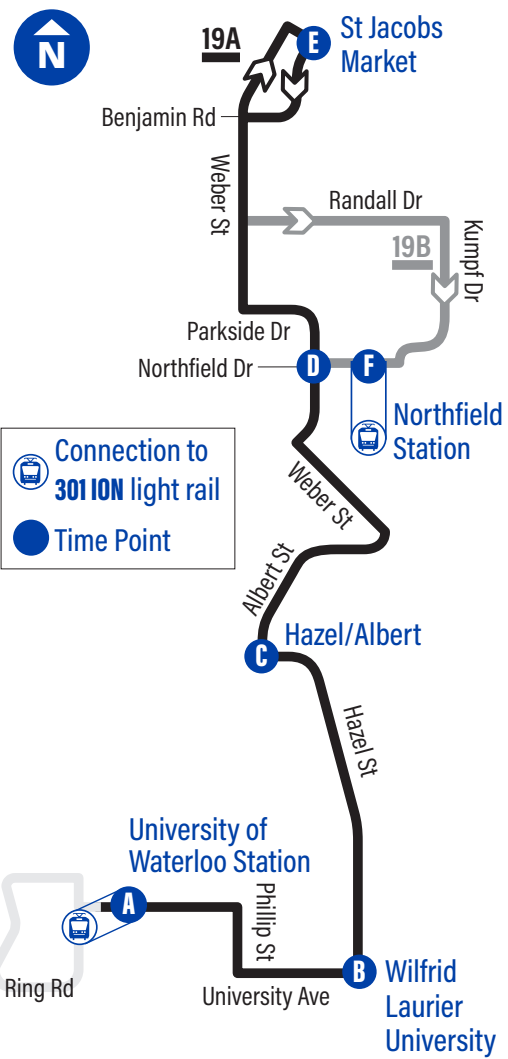 N
19A
E
St Jacobs
Market
Benjamin Rd
Weber St
Randall Dr
19B
Kumpf Dr
Parkside Dr
Northfield Dr
D
F
Northfield
Station
Connection to
301 ION light rail
Time Point
Weber St
Albert St
C
Hazel/Albert
Hazel St
University of
Waterloo Station
A
Phillip St
Ring Rd
University Ave
B
Wilfrid
Laurier
University